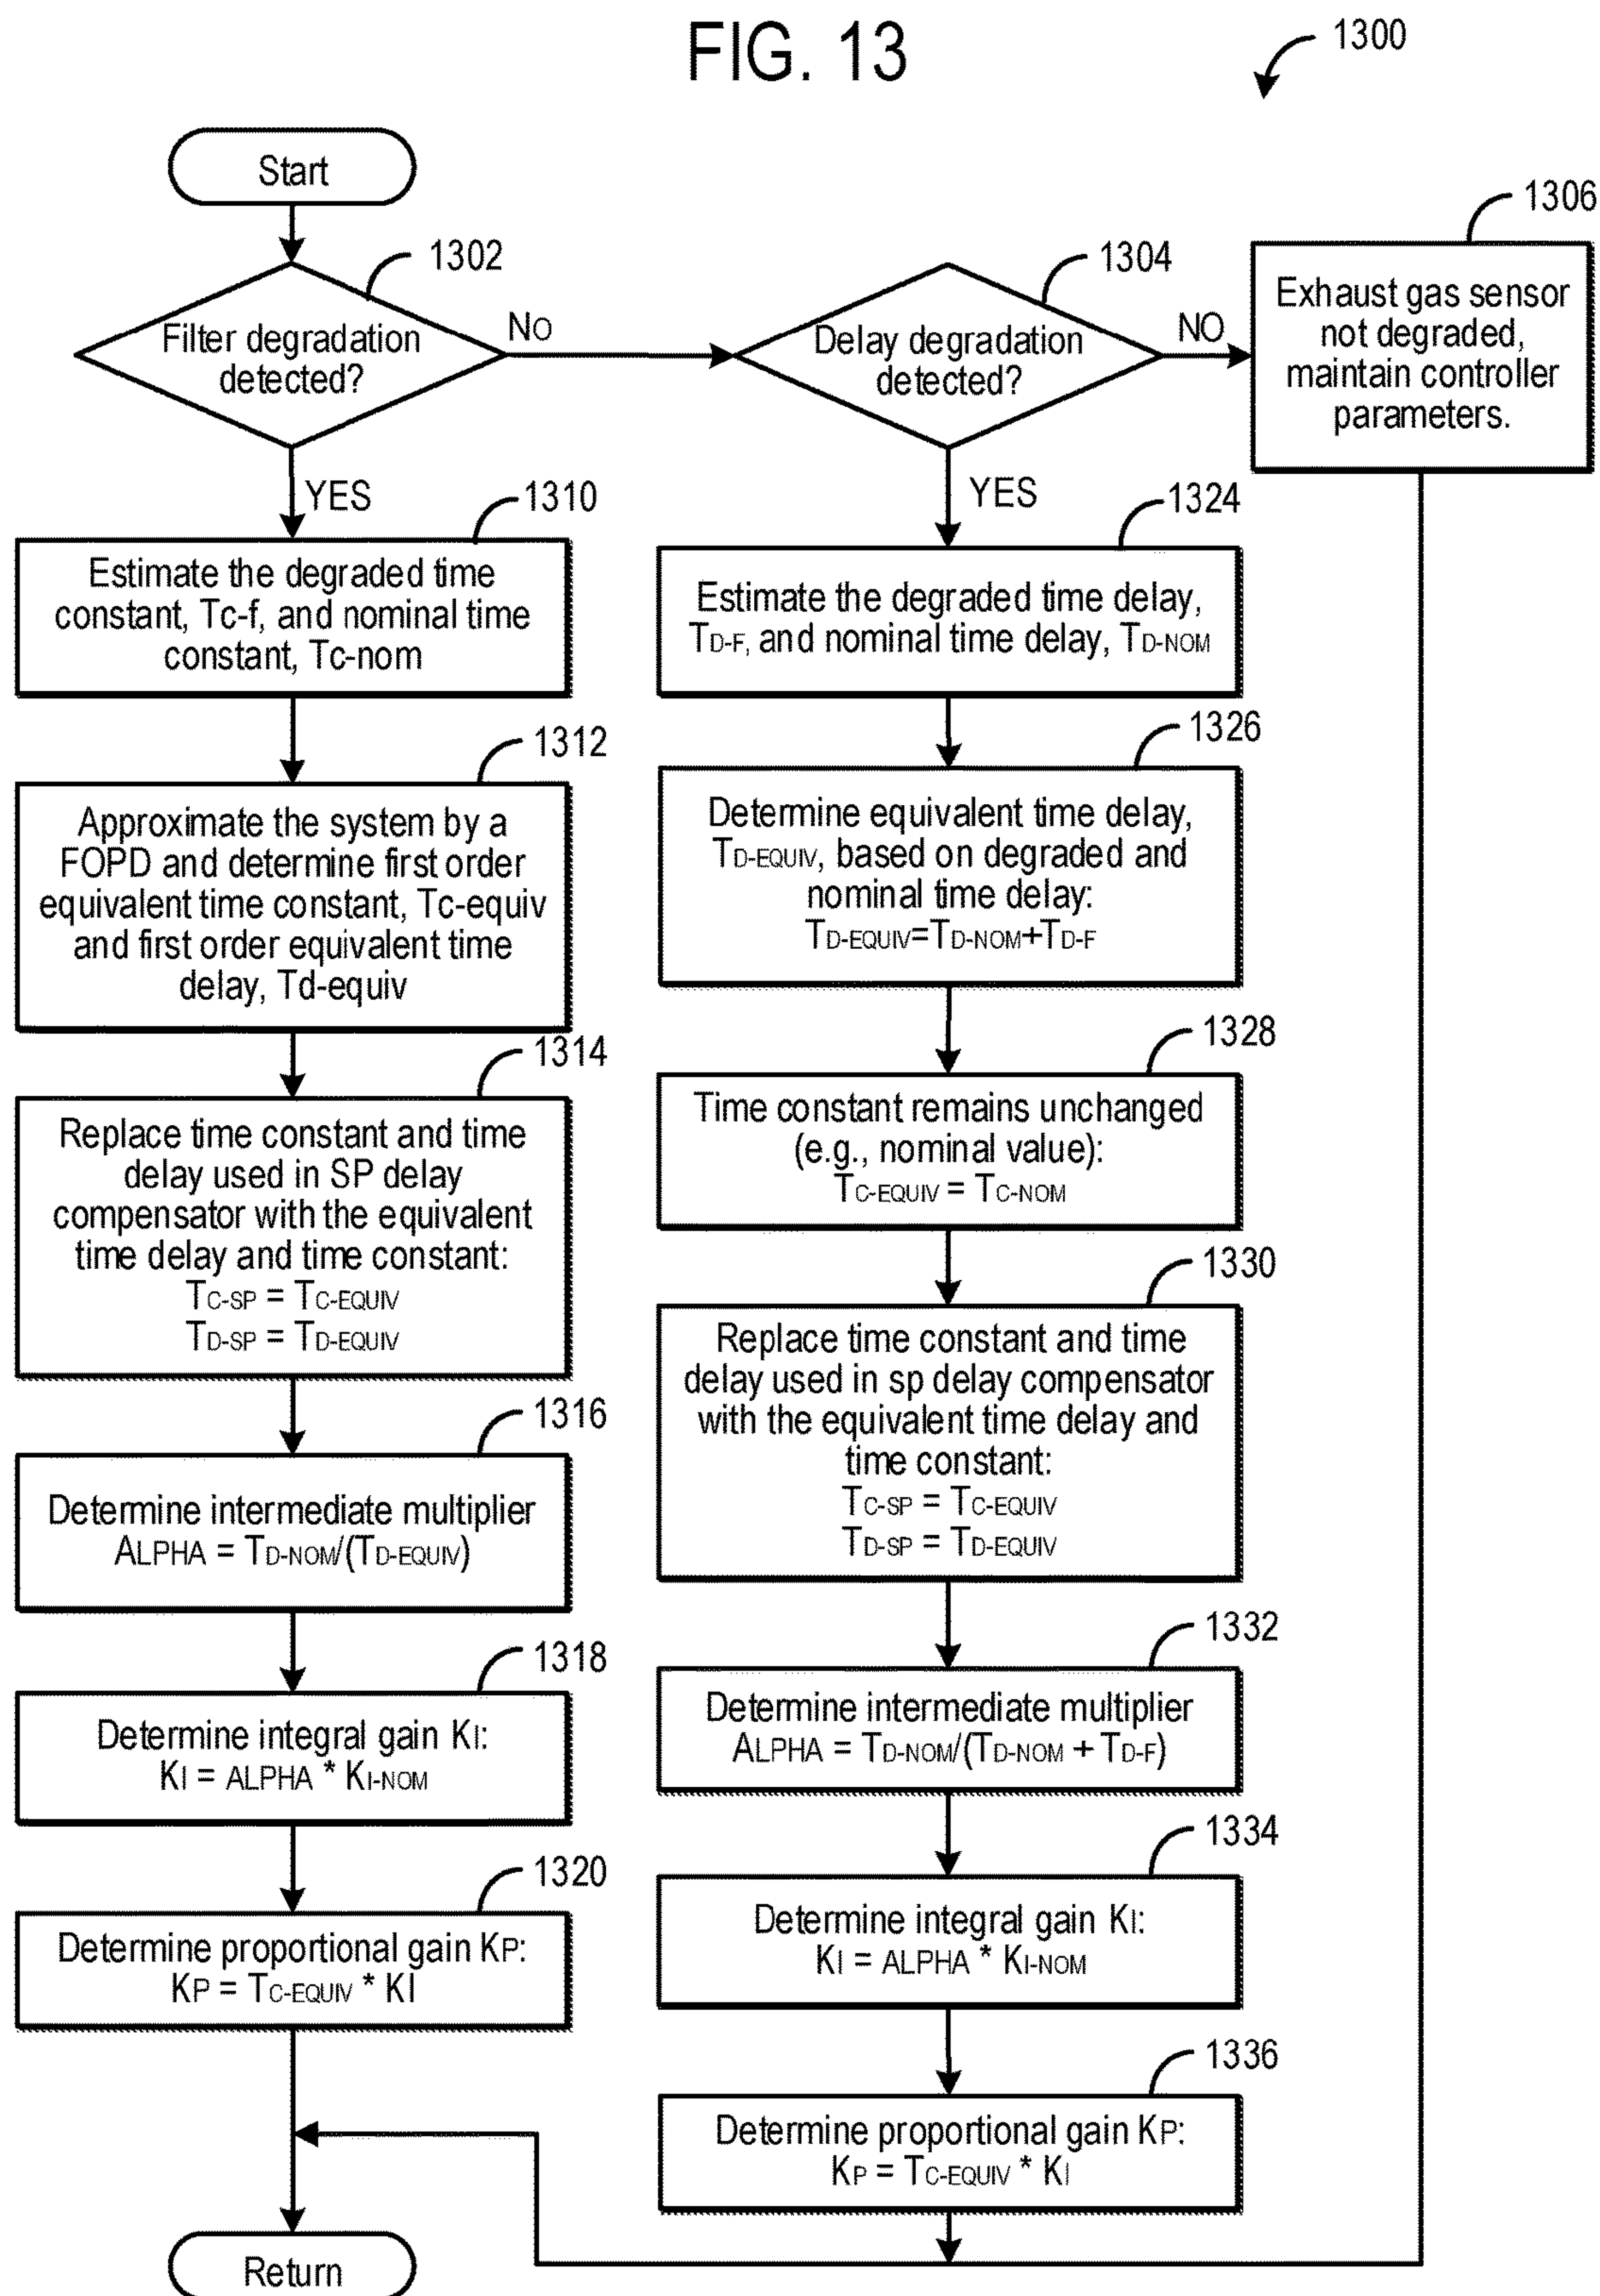 FIG. 13
1300
Start
1302
Filter degradation
detected?
No
1304
Delay degradation
detected?
NO
1306
Exhaust gas sensor
not degraded,
maintain controller
parameters.
YES
1310
Estimate the degraded time
constant, Tc-f, and nominal time
constant, Tc-nom
1312
Approximate the system by a
FOPD and determine first order
equivalent time constant, Tc-equiv
and first order equivalent time
delay, Td-equiv
1314
Replace time constant and time
delay used in SP delay
compensator with the equivalent
time delay and time constant:
TC-SP = TC-EQUIV
TD-SP = TD-EQUIV
1316
Determine intermediate multiplier
ALPHA = TD-NOM/(TD-EQUIV)
1318
Determine integral gain KI:
KI = ALPHA * KI-NOM
1320
Determine proportional gain KP:
KP = TC-EQUIV * KI
Return
YES
1324
Estimate the degraded time delay,
TD-F, and nominal time delay, TD-NOM
1326
Determine equivalent time delay,
TD-EQUIV, based on degraded and
nominal time delay:
TD-EQUIV=TD-NOM+TD-F
1328
Time constant remains unchanged
(e.g., nominal value):
TC-EQUIV = TC-NOM
1330
Replace time constant and time
delay used in sp delay compensator
with the equivalent time delay and
time constant:
TC-SP = TC-EQUIV
TD-SP = TD-EQUIV
1332
Determine intermediate multiplier
ALPHA = TD-NOM/(TD-NOM + TD-F)
1334
Determine integral gain KI:
KI = ALPHA * KI-NOM
1336
Determine proportional gain KP:
KP = TC-EQUIV * KI